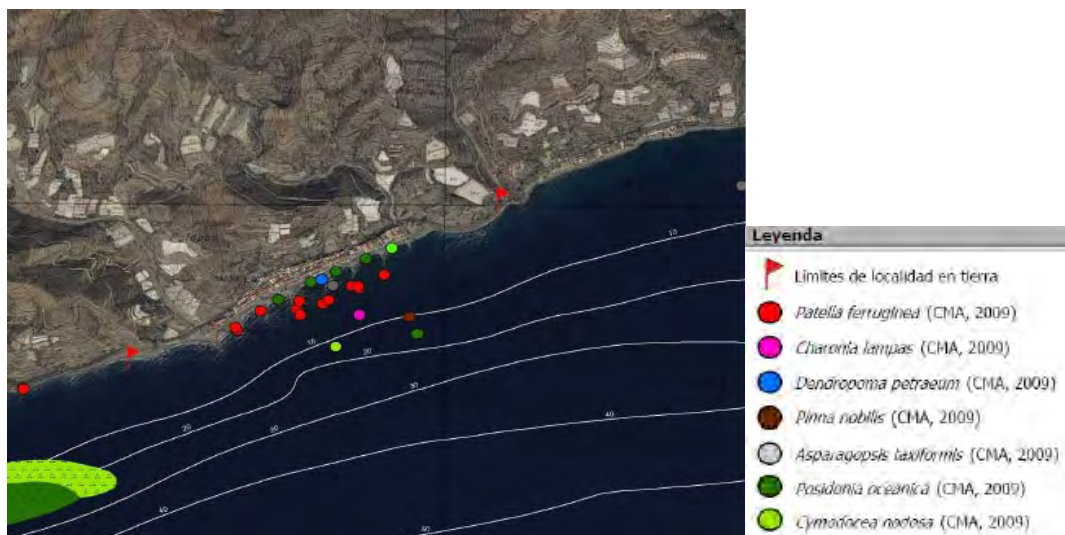 10
10
20
20
30
30
40
40
Leyenda
Límites de localidad en tierra
Patella ferruginea (CMA, 2009)
Charonia lampas (CMA, 2009)
Dendropoma petraeum (CMA, 2009)
Pinna nobilis (CMA, 2009)
Asparagopsis taxiformis (CMA, 2009)
Posidonia oceanica (CMA, 2009)
Cymodocea nodosa (CMA, 2009)